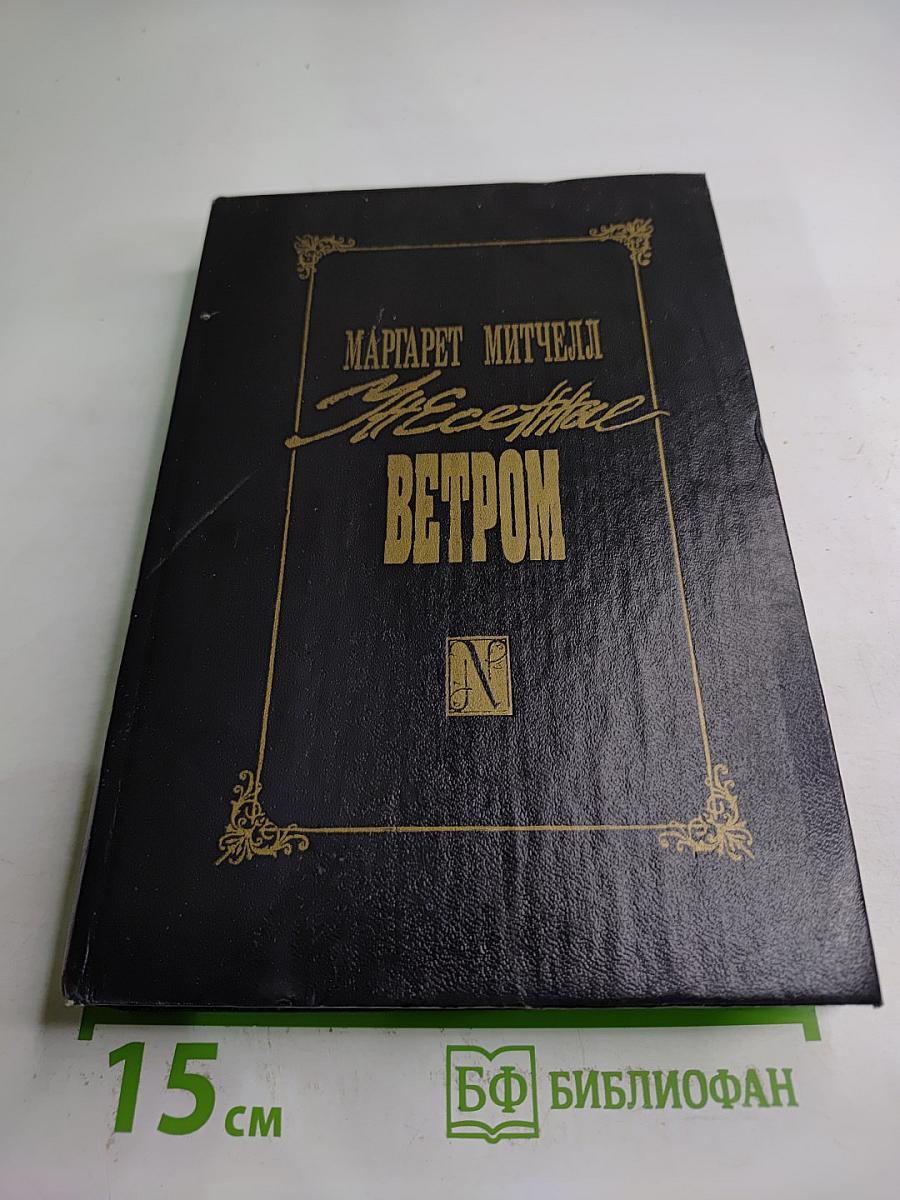 МАРГАРЕТ МИТЧЕЛЛ
Унесенные
ВЕТРОМ
N
15 см
БФ БИБЛИОФАН